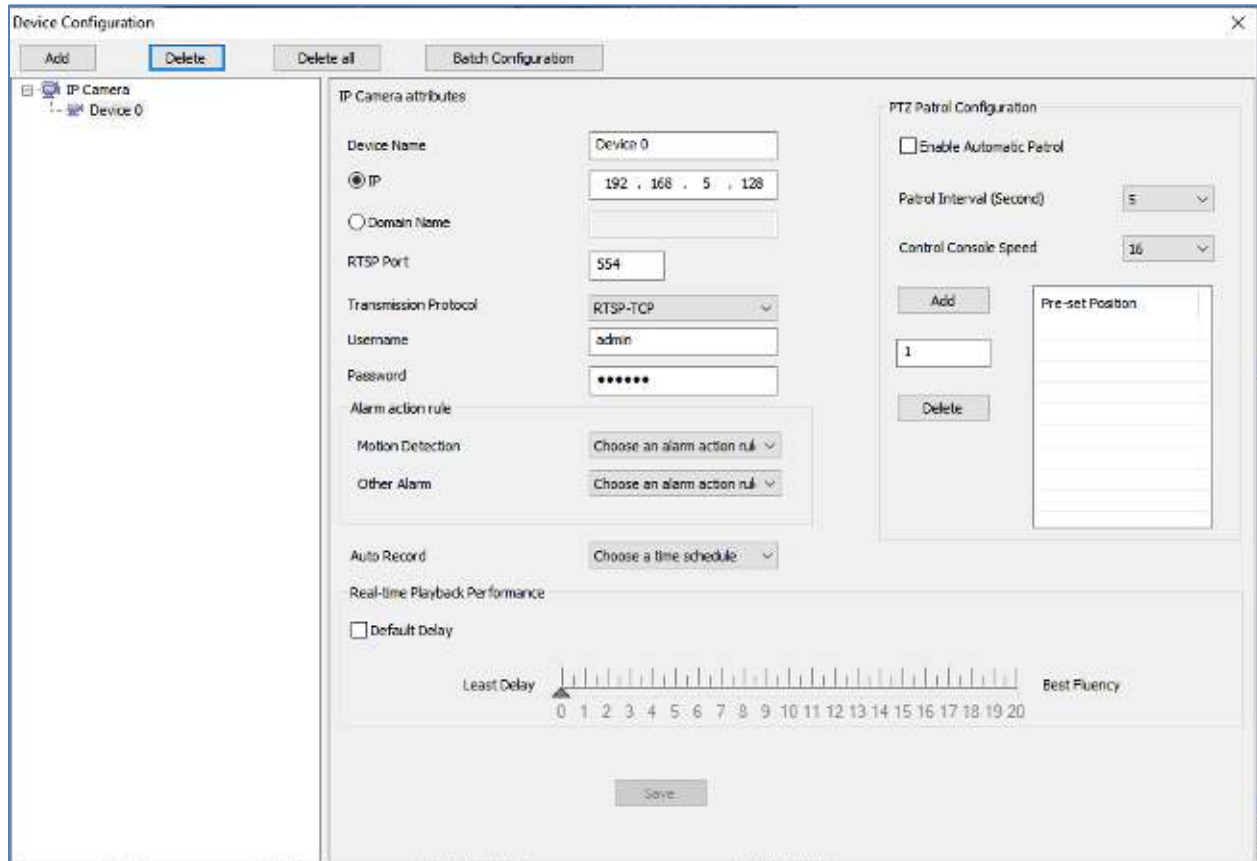 Device Configuration
Add Delete Delete all Batch Configuration
IP Camera
Device 0
IP Camera attributes
Device Name Device 0
IP 192 . 168 . 5 . 128
Domain Name
RTSP Port 554
Transmission Protocol RTSP-TCP
Username admin
Password ●●●●●●
Alarm action rule
Motion Detection Choose an alarm action rul
Other Alarm Choose an alarm action rul
Auto Record Choose a time schedule
Real-time Playback Performance
Default Delay
Least Delay Best Fluency
0 1 2 3 4 5 6 7 8 9 10 11 12 13 14 15 16 17 18 19 20
Save
PTZ Patrol Configuration
Enable Automatic Patrol
Patrol Interval (Second) 5
Control Console Speed 16
Add Pre-set Position
1
Delete